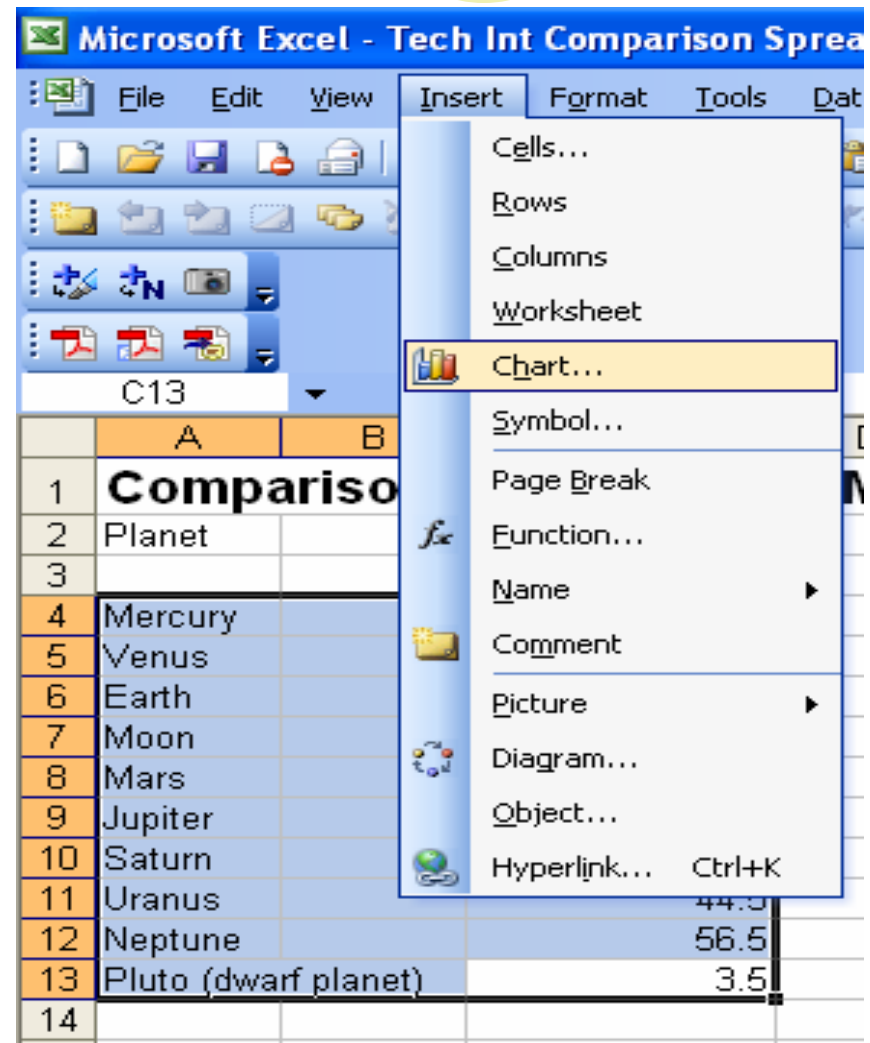 Microsoft Excel - Tech Int Comparison Sprea
File Edit View Insert Format Tools Dat
Cells...
Rows
Columns
Worksheet
Chart...
Symbol...
Page Break
Function...
Name
Comment
Picture
Diagram...
Object...
Hyperlink... Ctrl+K
C13
A B
1 Compariso
2 Planet
3
4 Mercury
5 Venus
6 Earth
7 Moon
8 Mars
9 Jupiter
10 Saturn
11 Uranus 44.5
12 Neptune 56.5
13 Pluto (dwarf planet) 3.5
14